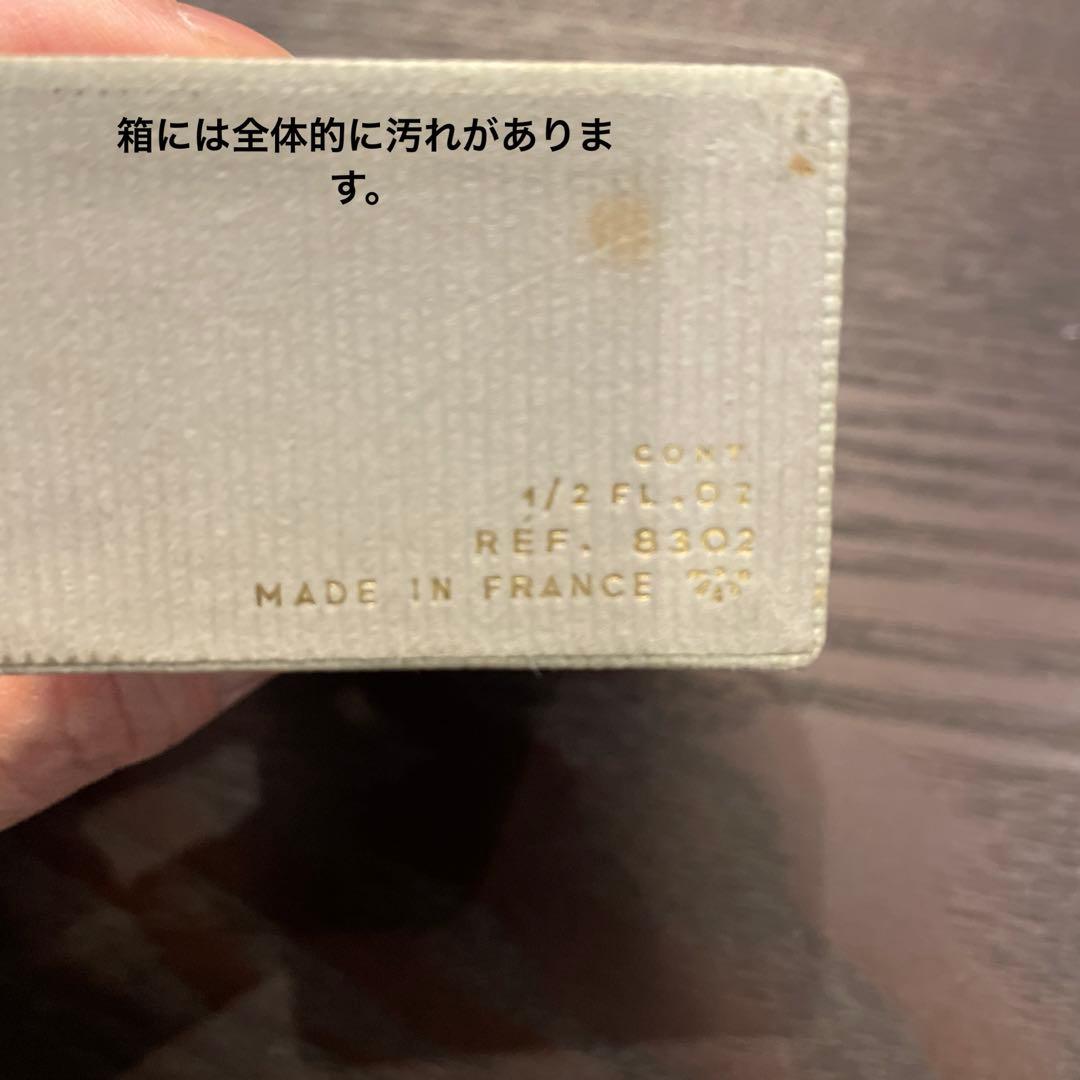 箱には全体的に汚れがありま
す。
CONT
1/2 FL.OZ
RÉF. 8302
MADE IN FRANCE